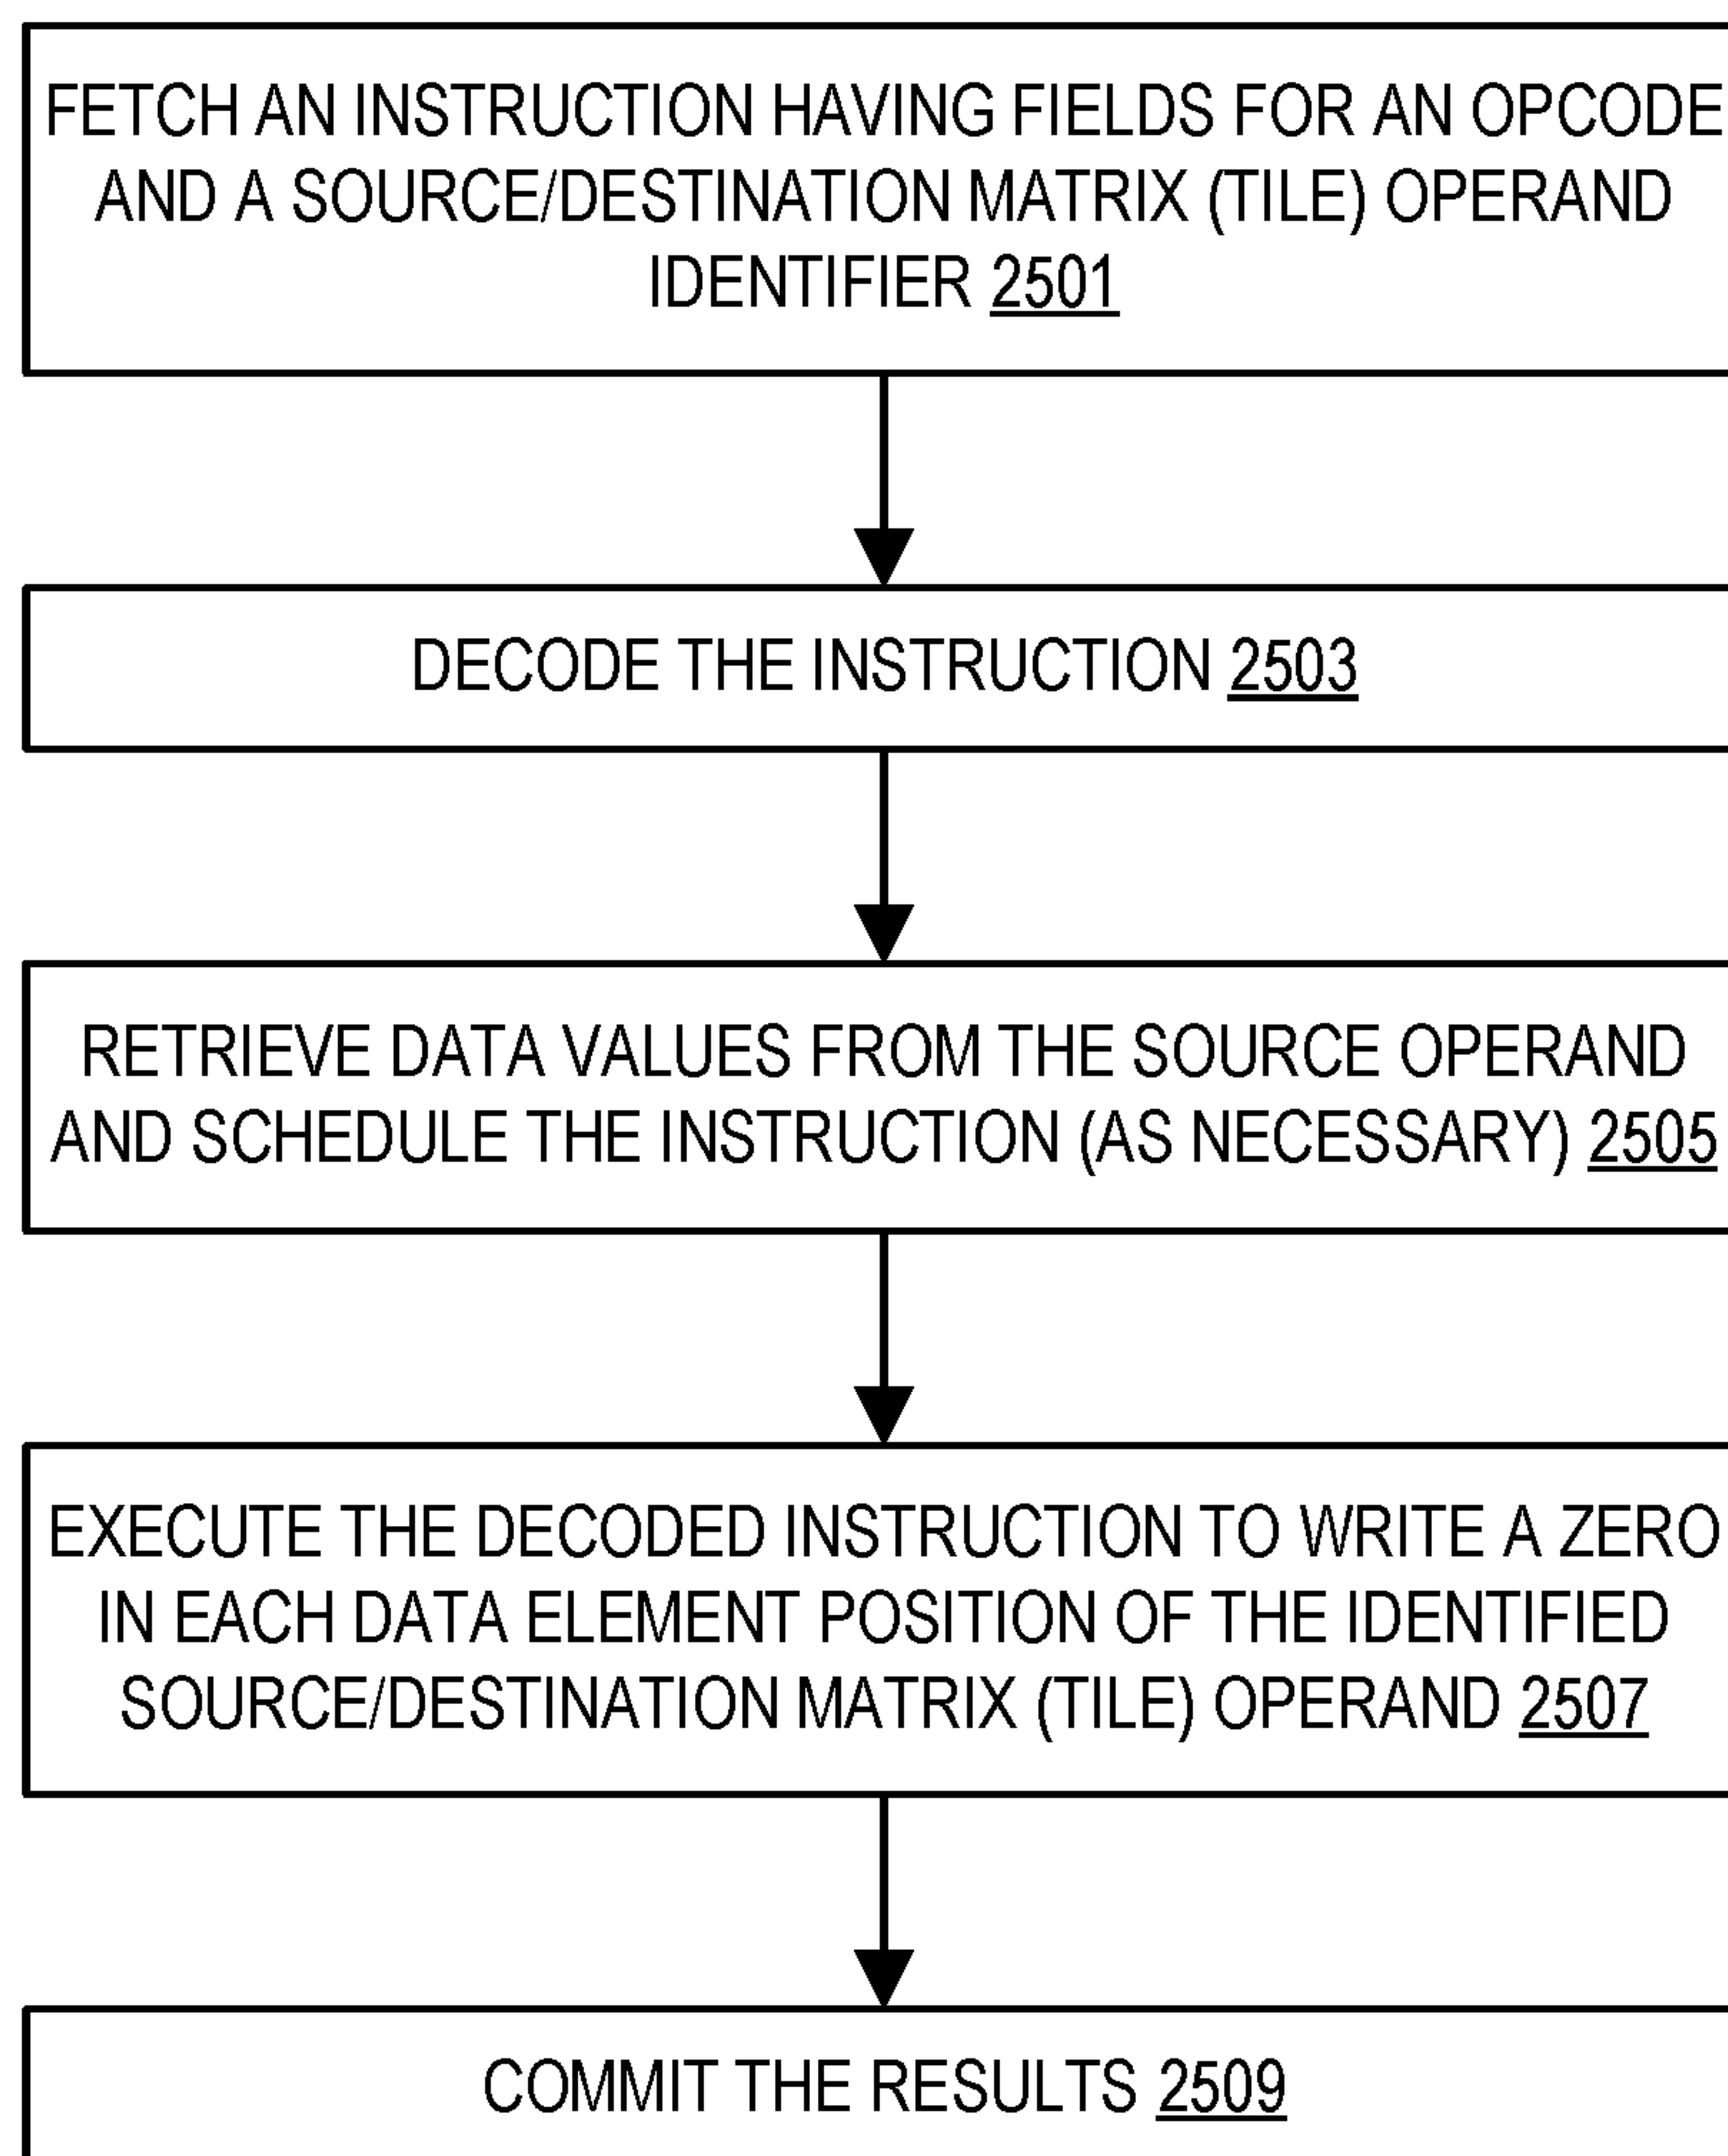 FETCH AN INSTRUCTION HAVING FIELDS FOR AN OPCODE
AND A SOURCE/DESTINATION MATRIX (TILE) OPERAND
IDENTIFIER 2501
DECODE THE INSTRUCTION 2503
RETRIEVE DATA VALUES FROM THE SOURCE OPERAND
AND SCHEDULE THE INSTRUCTION (AS NECESSARY) 2505
EXECUTE THE DECODED INSTRUCTION TO WRITE A ZERO
IN EACH DATA ELEMENT POSITION OF THE IDENTIFIED
SOURCE/DESTINATION MATRIX (TILE) OPERAND 2507
COMMIT THE RESULTS 2509